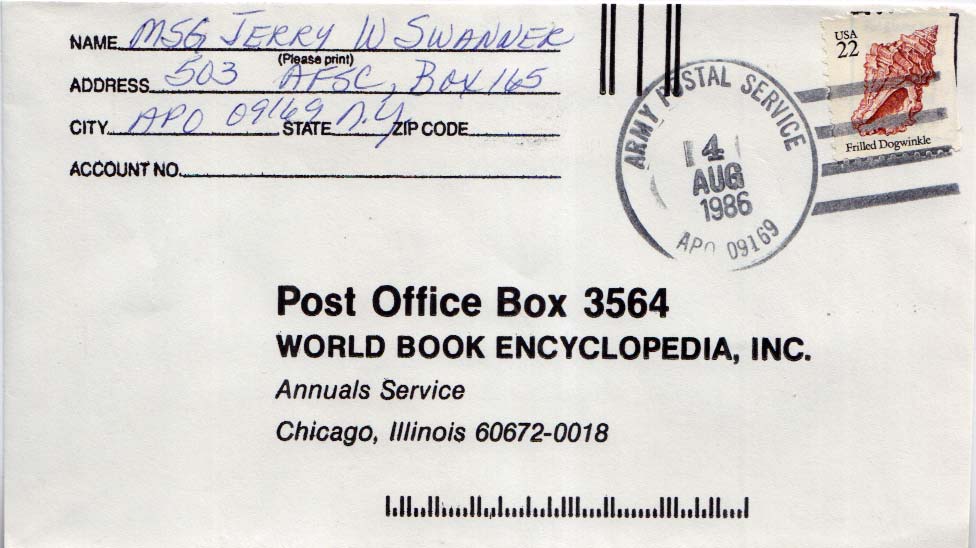 NAME MSG JERRY W SWANNER
(Please print)
ADDRESS 503 AFSC, BOX 165
CITY APO 09169 STATE N.Y. ZIP CODE
ACCOUNT NO.
ARMY POSTAL SERVICE
4
AUG
1986
APO 09169
USA
22
Frilled Dogwinkle
Post Office Box 3564
WORLD BOOK ENCYCLOPEDIA, INC.
Annuals Service
Chicago, Illinois 60672-0018